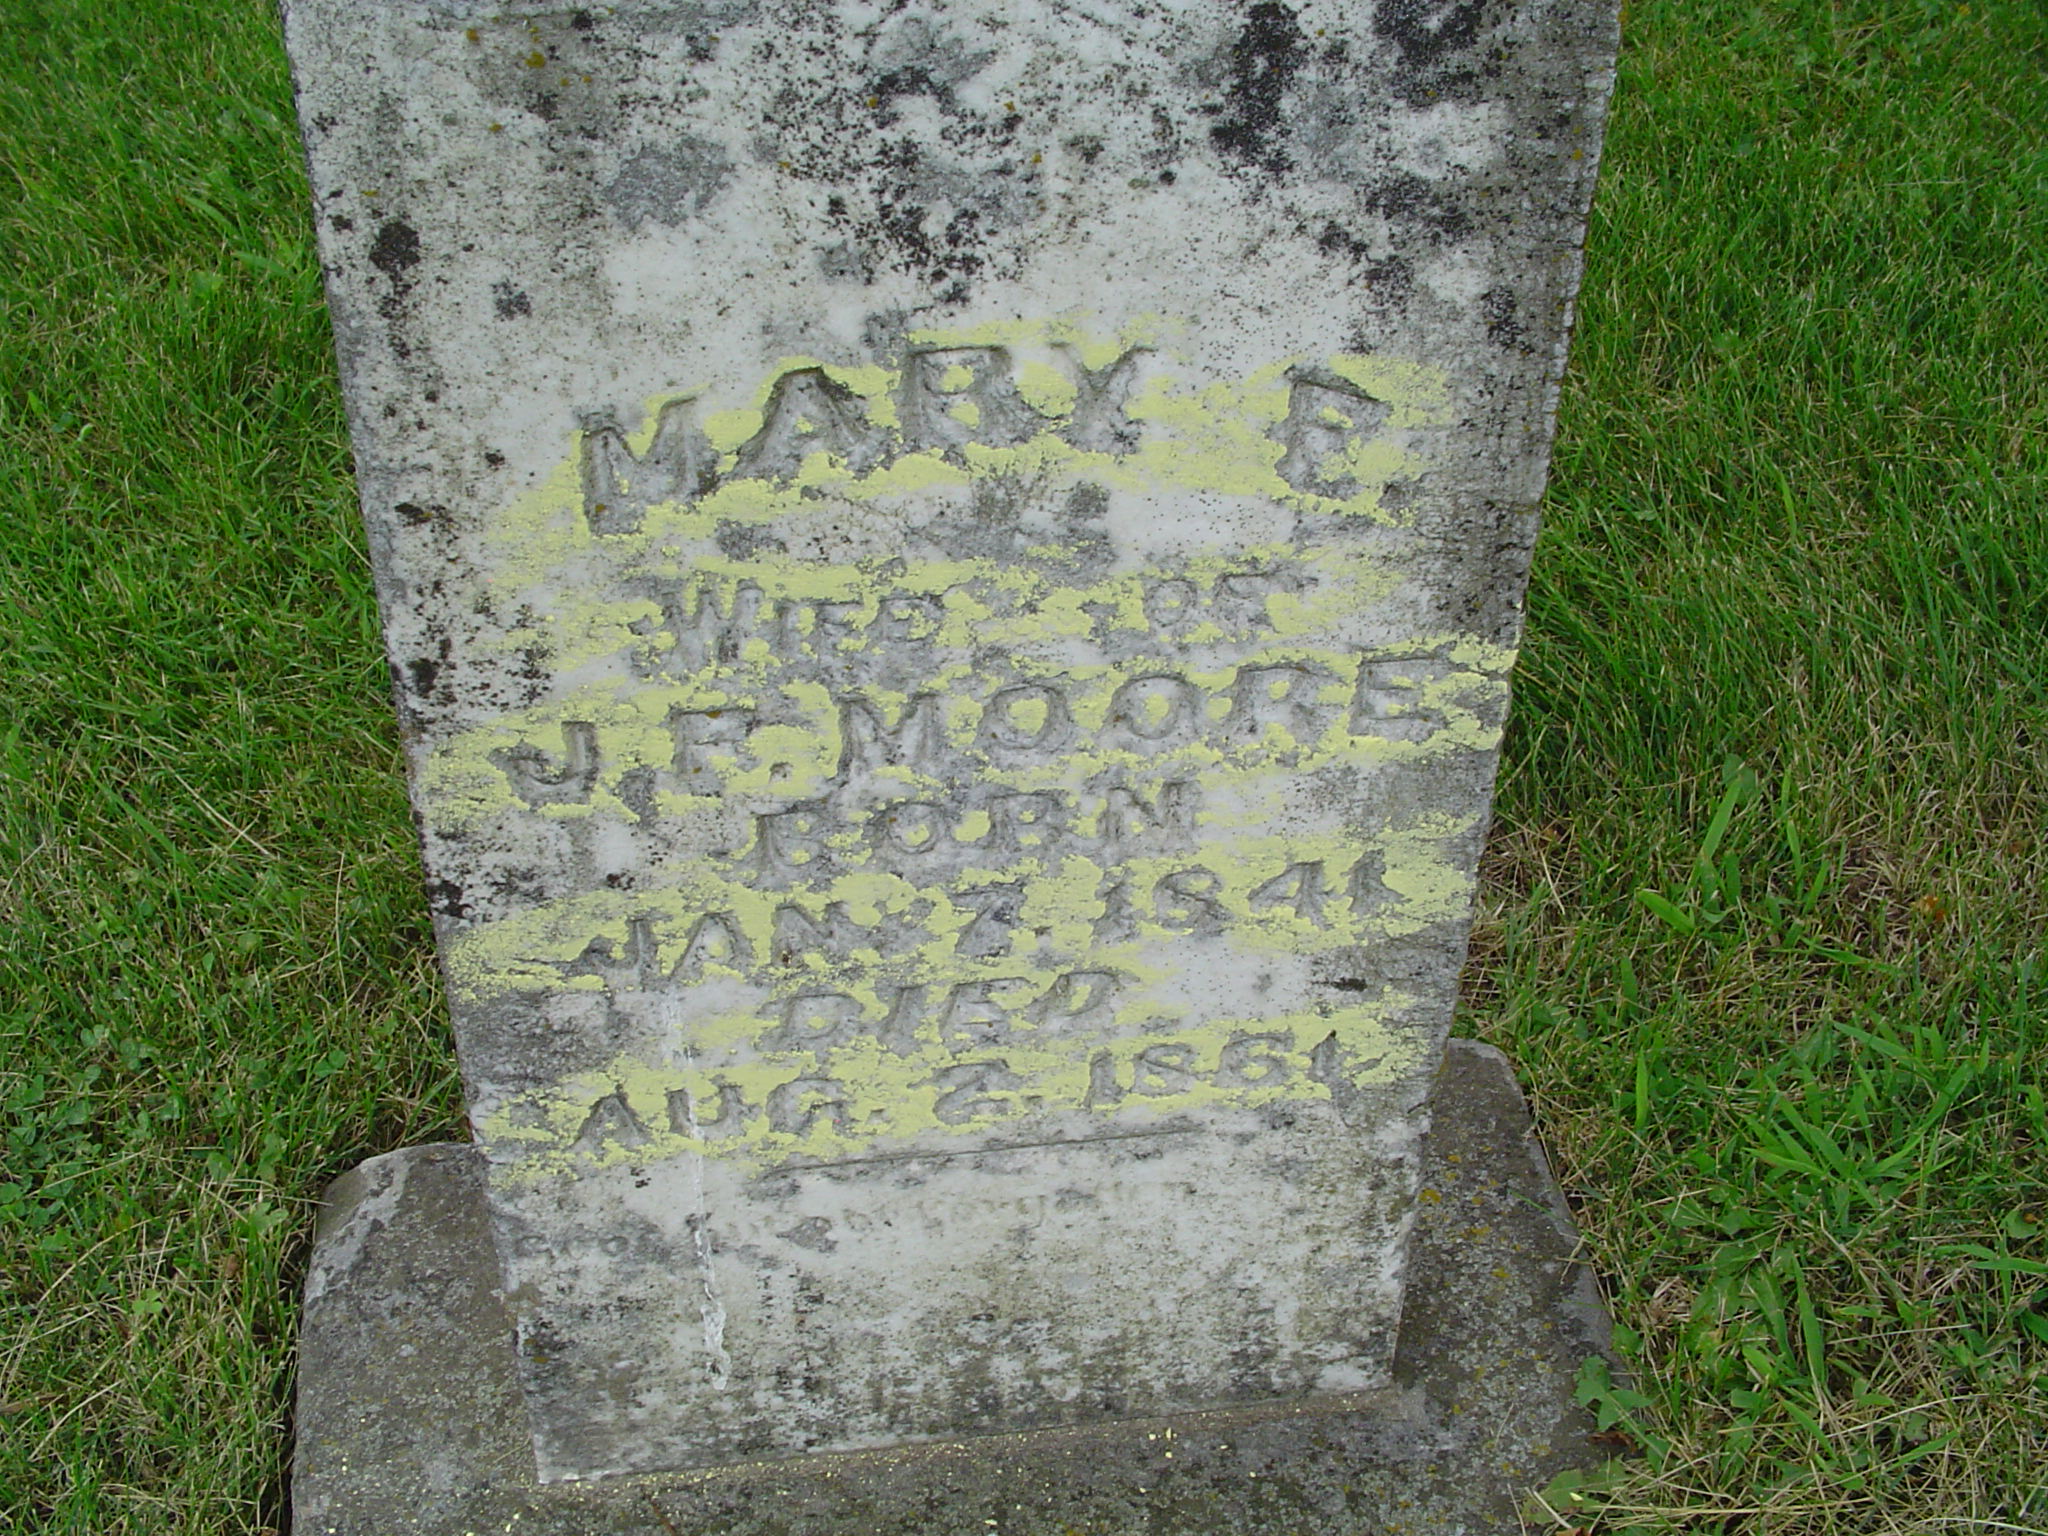 MARY E
WIFE OF
J. F. MOORE
BORN
JAN. 7. 1841
DIED
AUG. 2. 1861